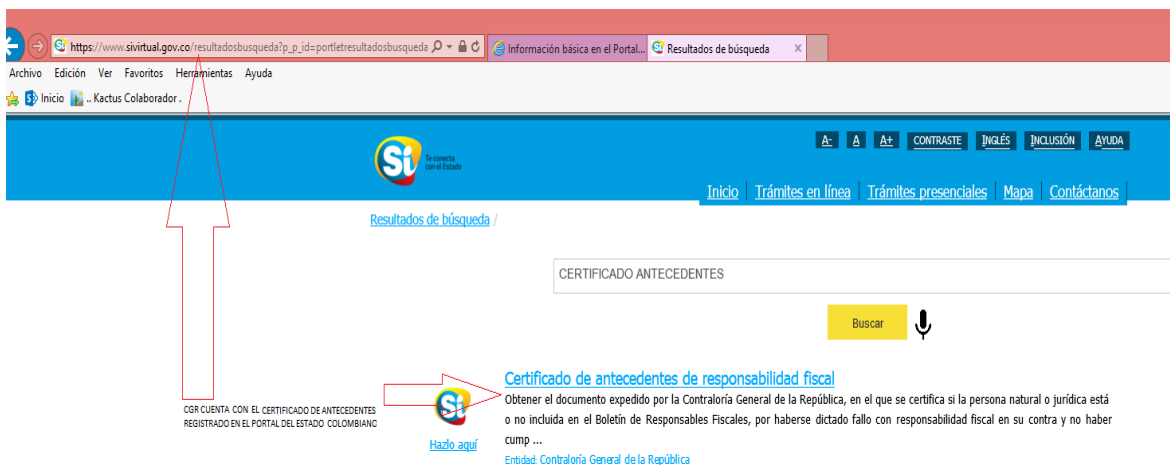 https://www.sivirtual.gov.co/resultadosbusqueda?p_p_id=portletresultadosbusqueda
Información básica en el Portal...
Resultados de búsqueda
Archivo Edición Ver Favoritos Herramientas Ayuda
Inicio .. Kactus Colaborador .
A- A A+ CONTRASTE INGLÉS INCLUSIÓN AYUDA
Si Te conecta
con el Estado
Inicio Trámites en línea Trámites presenciales Mapa Contáctanos
Resultados de búsqueda /
CERTIFICADO ANTECEDENTES
Buscar
Certificado de antecedentes de responsabilidad fiscal
Obtener el documento expedido por la Contraloría General de la República, en el que se certifica si la persona natural o jurídica está
o no incluida en el Boletín de Responsables Fiscales, por haberse dictado fallo con responsabilidad fiscal en su contra y no haber
cump ...
Entidad: Contraloría General de la República
Si
Hazlo aquí
CGR CUENTA CON EL CERTIFICADO DE ANTECEDENTES
REGISTRADO EN EL PORTAL DEL ESTADO COLOMBIANO